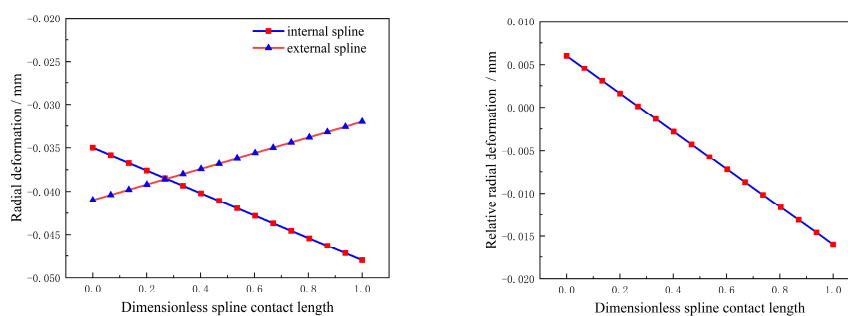 Radial deformation / mm
-0.020
-0.025
-0.030
-0.035
-0.040
-0.045
-0.050
internal spline
external spline
0.0 0.2 0.4 0.6 0.8 1.0
Dimensionless spline contact length
Relative radial deformation / mm
0.010
0.005
0.000
-0.005
-0.010
-0.015
-0.020
0.0 0.2 0.4 0.6 0.8 1.0
Dimensionless spline contact length